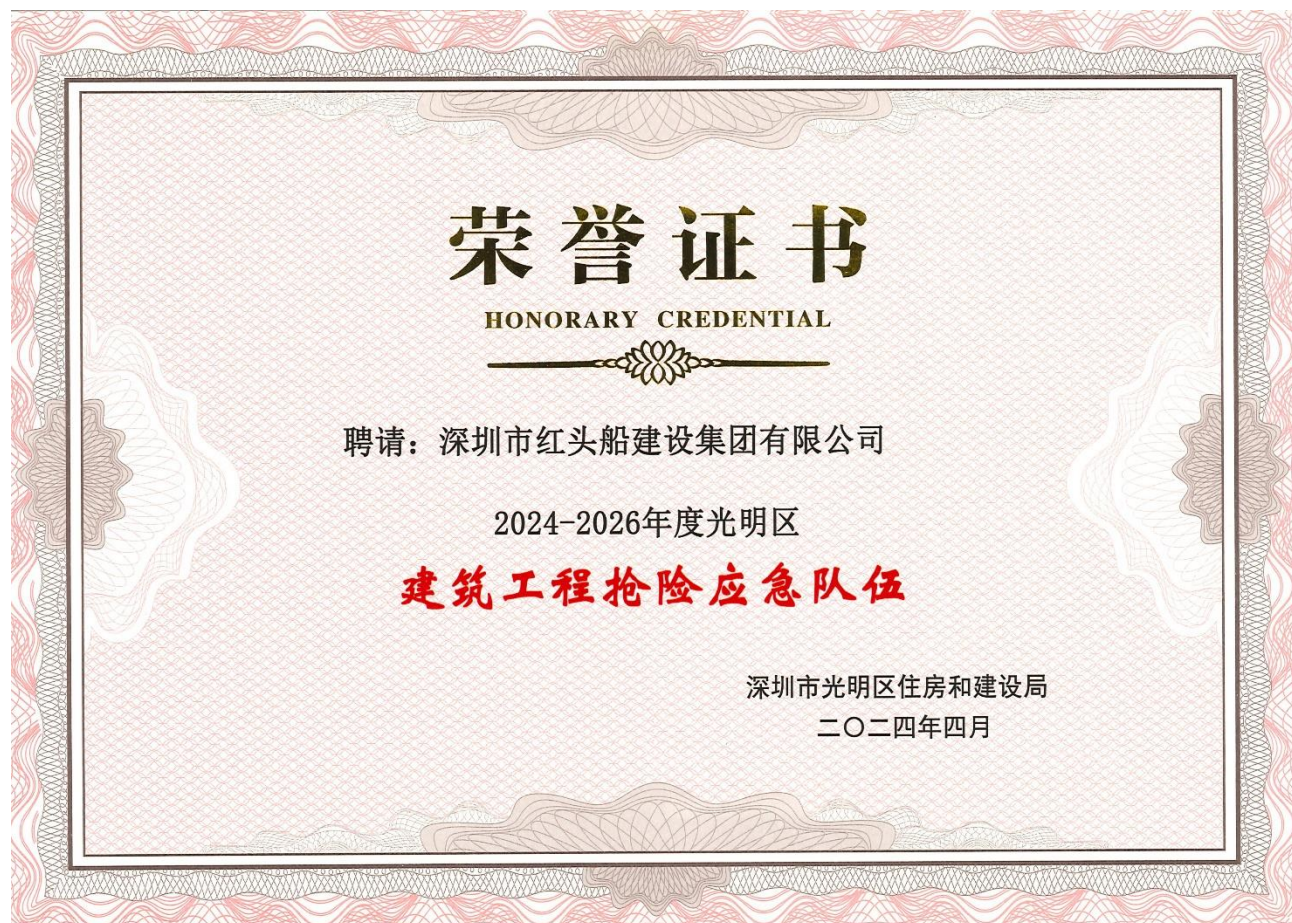 荣誉证书
HONORARY CREDENTIAL
聘请：深圳市红头船建设集团有限公司
2024-2026年度光明区
建筑工程抢险应急队伍
深圳市光明区住房和建设局
二〇二四年四月